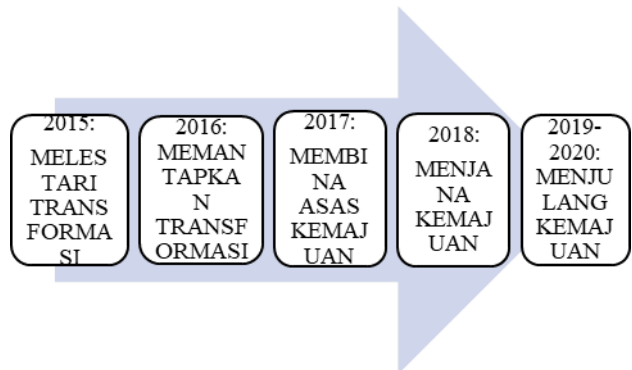 2015:
MELES
TARI
TRANS
FORMA
SI
2016:
MEMAN
TAPKA
N
TRANSF
ORMASI
2017:
MEMBI
NA
ASAS
KEMAJ
UAN
2018:
MENJA
NA
KEMAJ
UAN
2019-
2020:
MENJU
LANG
KEMAJ
UAN